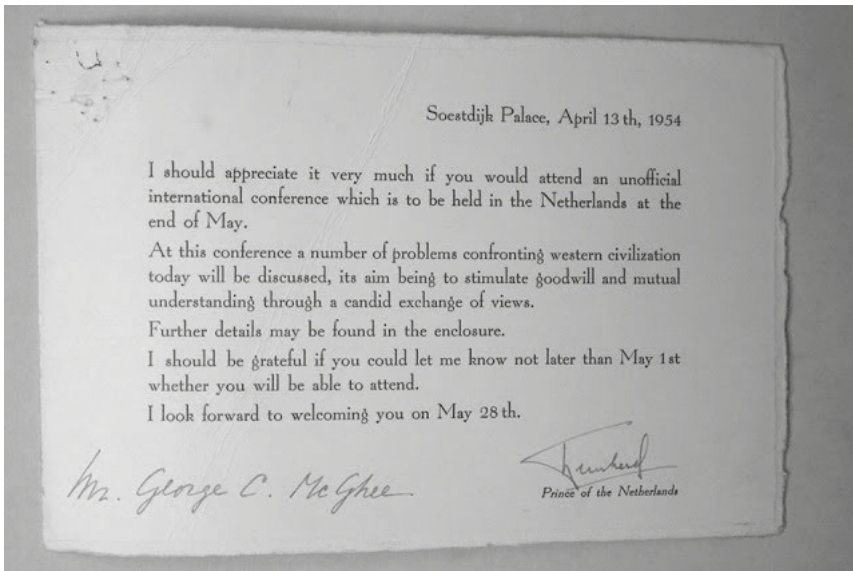 Soestdijk Palace, April 13th, 1954
I should appreciate it very much if you would attend an unofficial
international conference which is to be held in the Netherlands at the
end of May.
At this conference a number of problems confronting western civilization
today will be discussed, its aim being to stimulate goodwill and mutual
understanding through a candid exchange of views.
Further details may be found in the enclosure.
I should be grateful if you could let me know not later than May 1st
whether you will be able to attend.
I look forward to welcoming you on May 28th.
Bernhard
Prince of the Netherlands
Mr. George C. McGhee